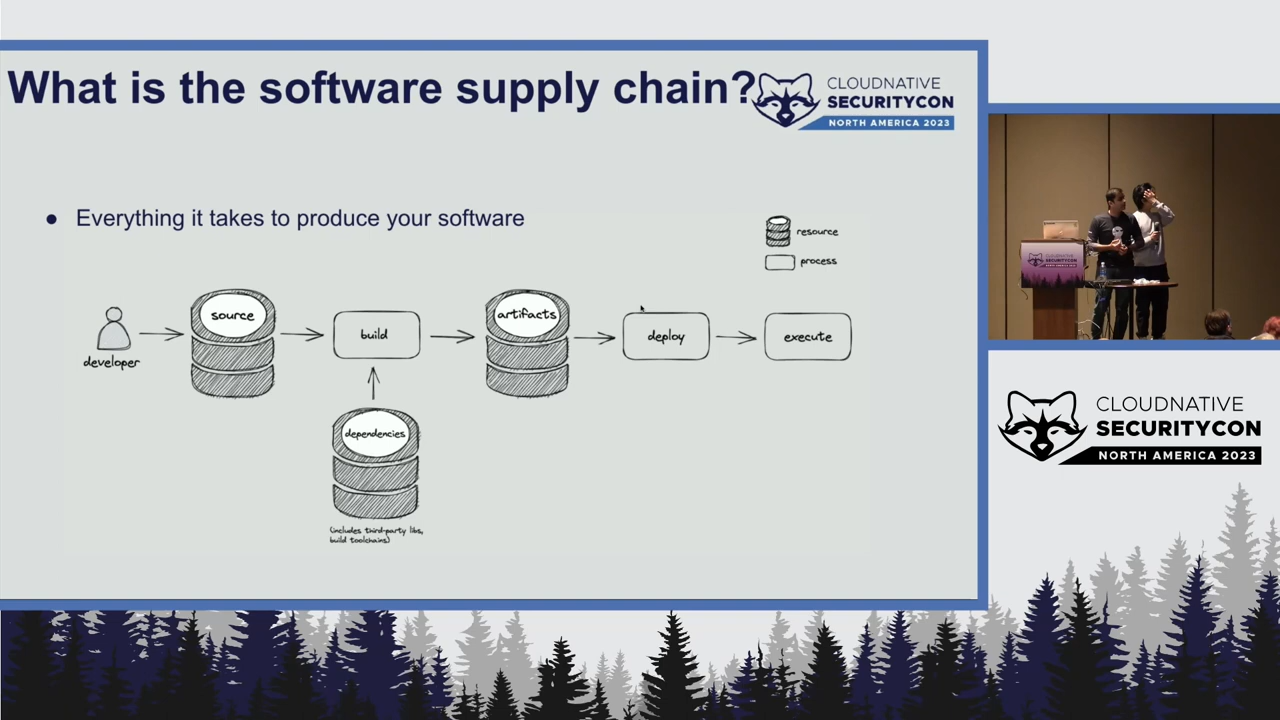 What is the software supply chain?
CLOUDNATIVE
SECURITYCON
NORTH AMERICA 2023
● Everything it takes to produce your software
resource
process
developer
source
build
artifacts
deploy
execute
dependencies
(includes third-party libs,
build toolchains)
CLOUDNATIVE
SECURITYCON
NORTH AMERICA 2023